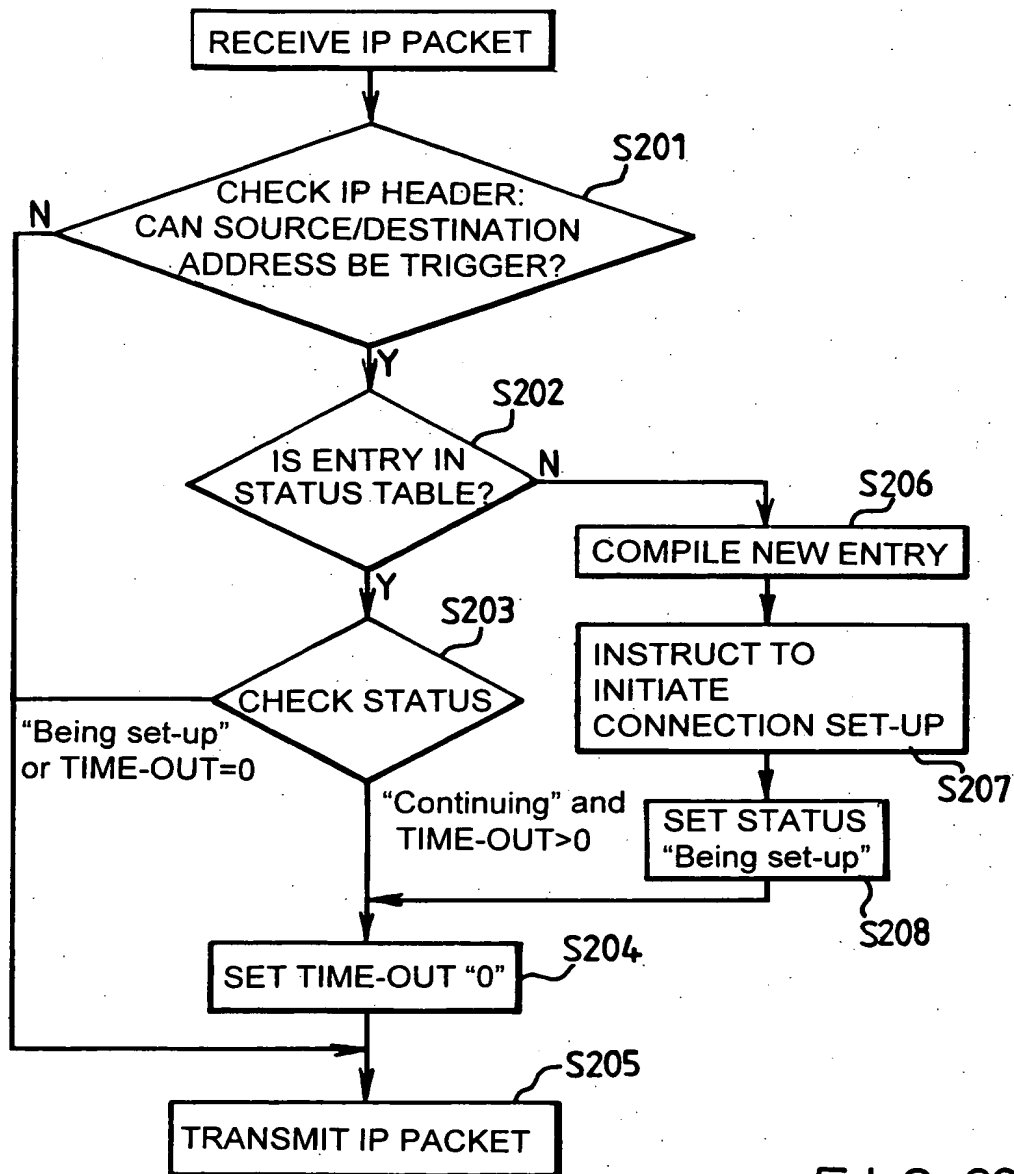 RECEIVE IP PACKET
S201
CHECK IP HEADER:
CAN SOURCE/DESTINATION
ADDRESS BE TRIGGER?
N
Y
S202
IS ENTRY IN
STATUS TABLE?
N
Y
S206
COMPILE NEW ENTRY
S203
CHECK STATUS
INSTRUCT TO
INITIATE
CONNECTION SET-UP
S207
"Being set-up"
or TIME-OUT=0
"Continuing" and
TIME-OUT>0
SET STATUS
"Being set-up"
S208
S204
SET TIME-OUT "0"
S205
TRANSMIT IP PACKET